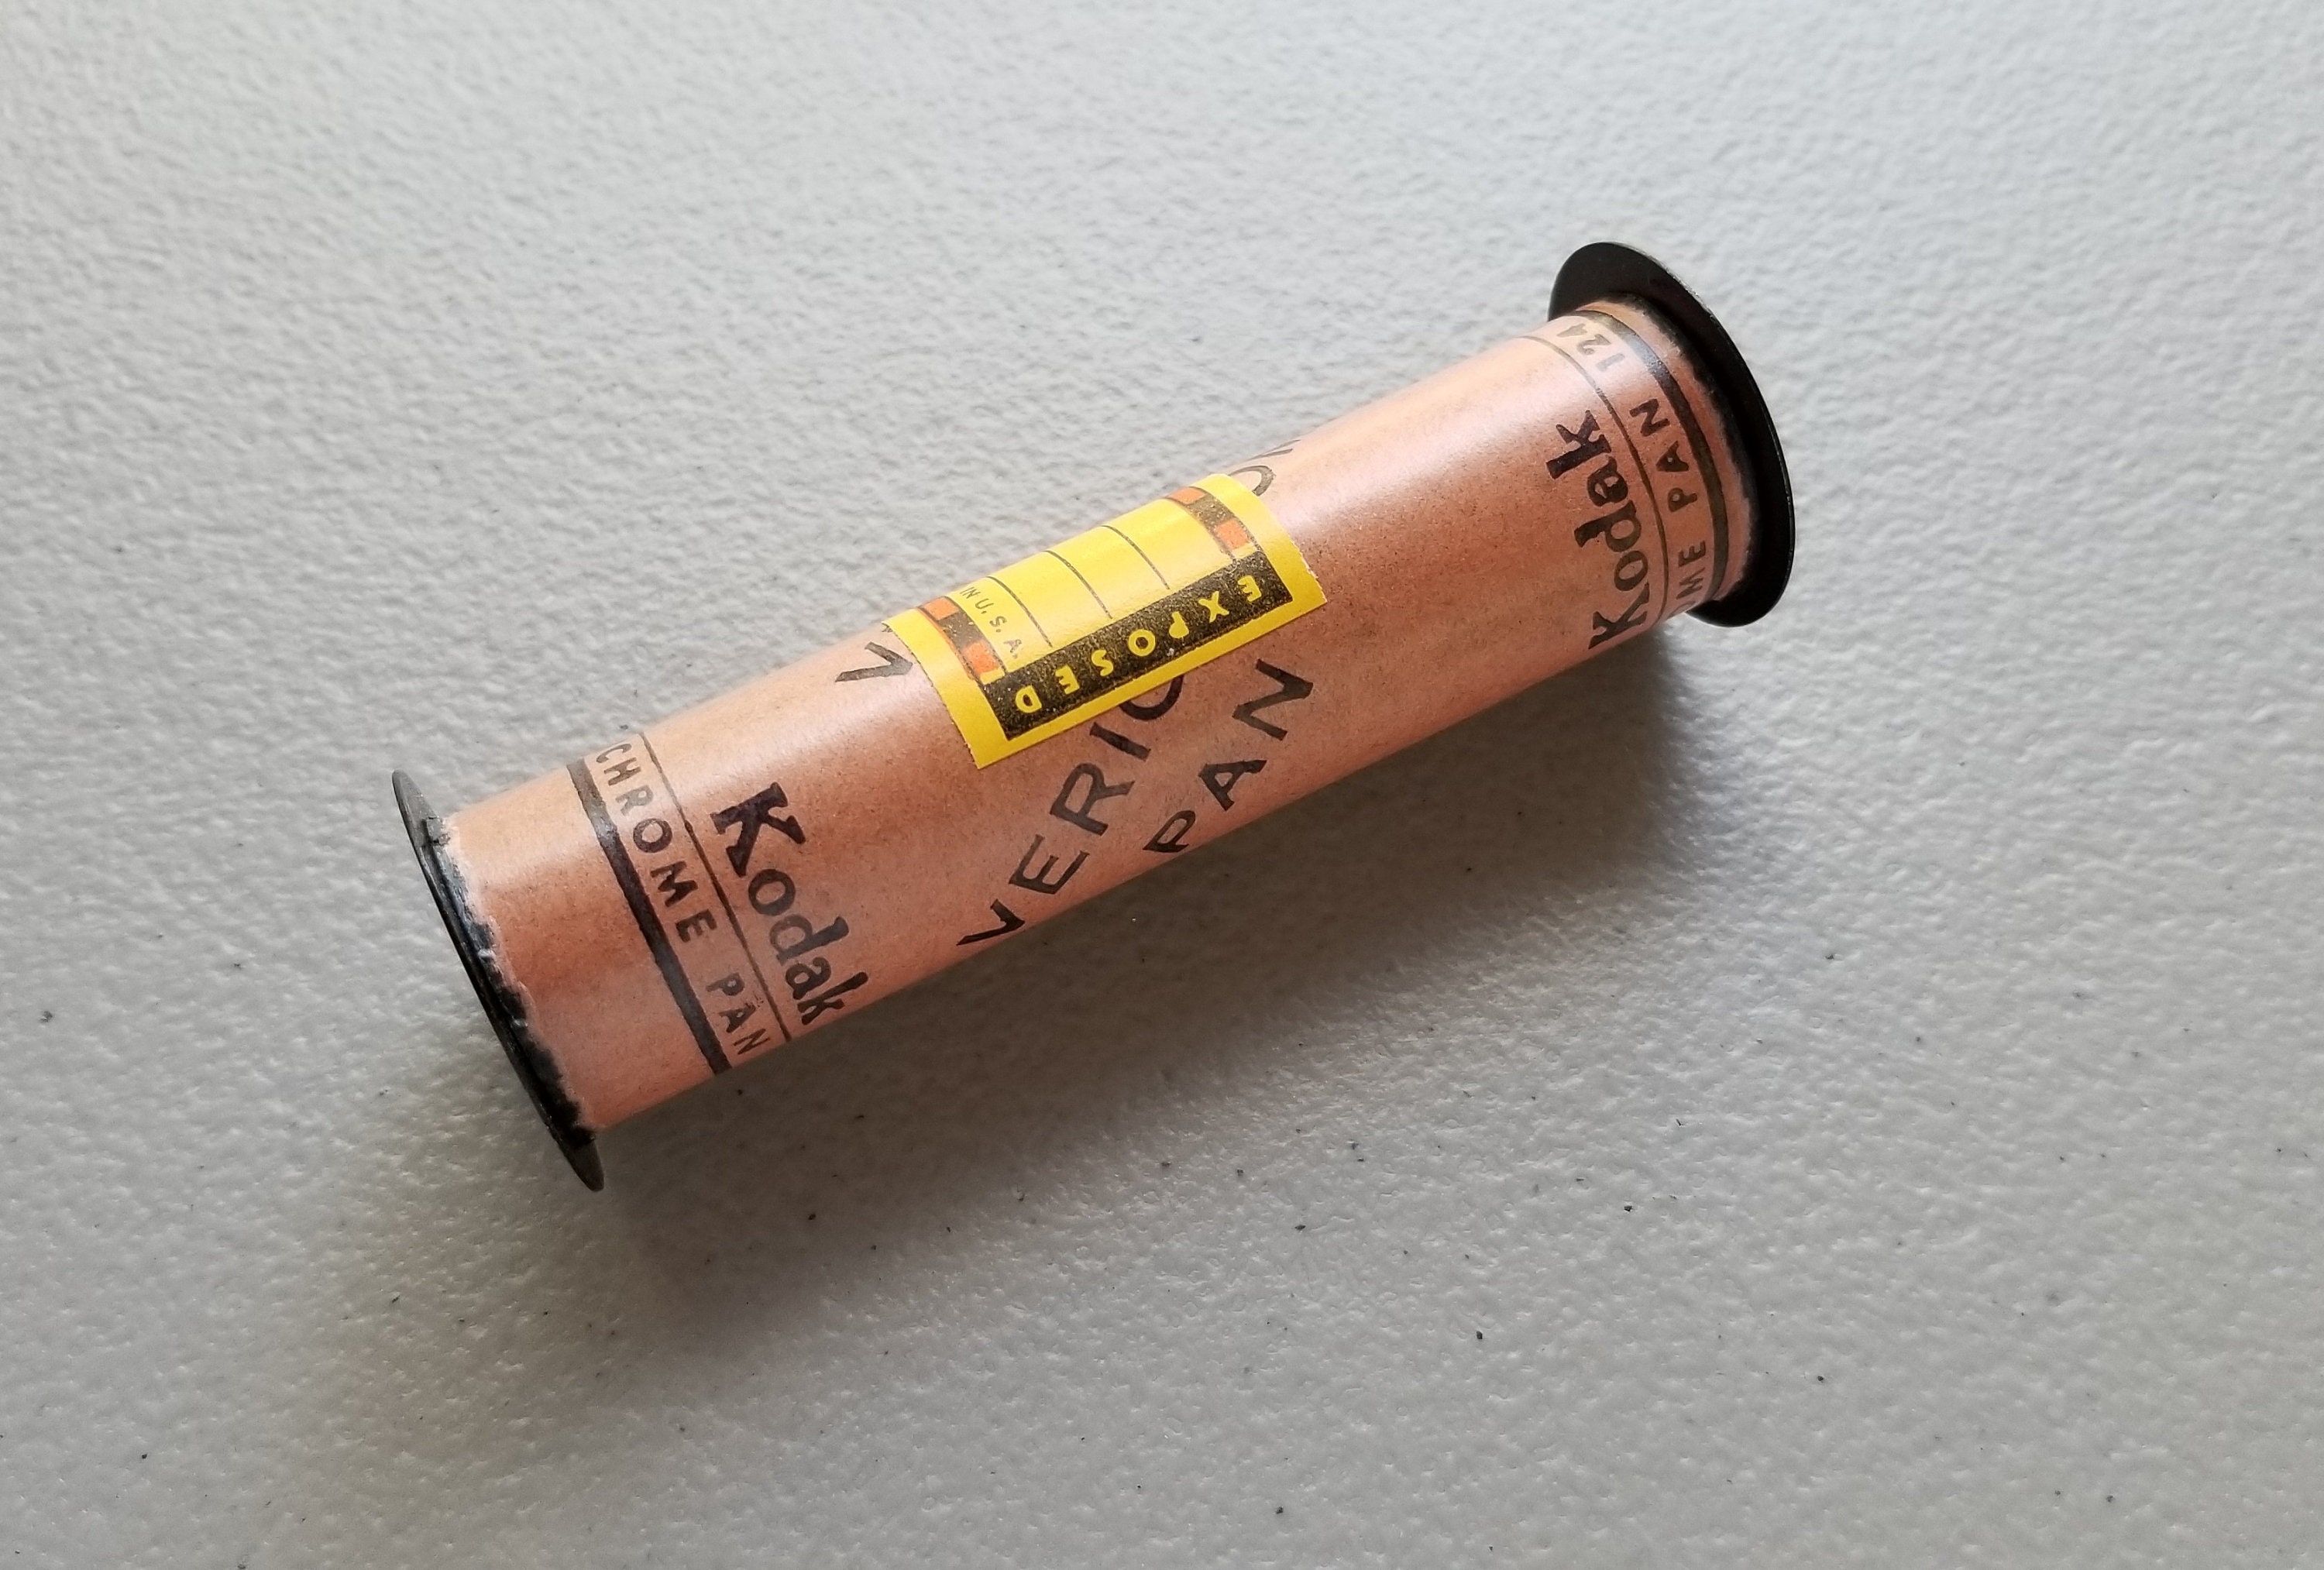 Kodak
CHROME PAN
VERIC
PAN
EXPOSED
IN U. S. A.
Kodak
ME PAN 124